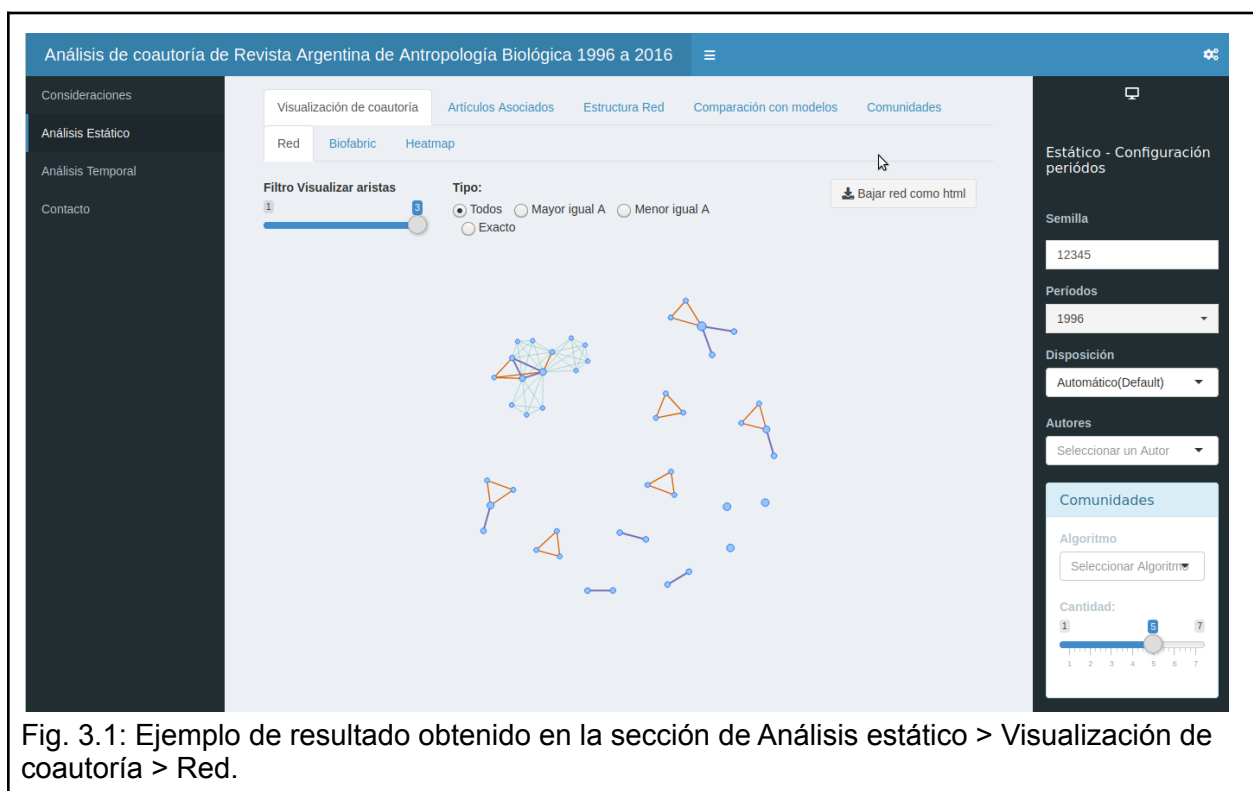 Análisis de coautoría de Revista Argentina de Antropología Biológica 1996 a 2016
Consideraciones
Análisis Estático
Análisis Temporal
Contacto
Visualización de coautoría Artículos Asociados Estructura Red Comparación con modelos Comunidades
Red Biofabric Heatmap
Filtro Visualizar aristas
1 3
Tipo:
Todos Mayor igual A Menor igual A
Exacto
Bajar red como html
Estático - Configuración
periódos
Semilla
12345
Períodos
1996
Disposición
Automático(Default)
Autores
Seleccionar un Autor
Comunidades
Algoritmo
Seleccionar Algoritmo
Cantidad:
1 5 7
1 2 3 4 5 6 7
Fig. 3.1: Ejemplo de resultado obtenido en la sección de Análisis estático > Visualización de
coautoría > Red.